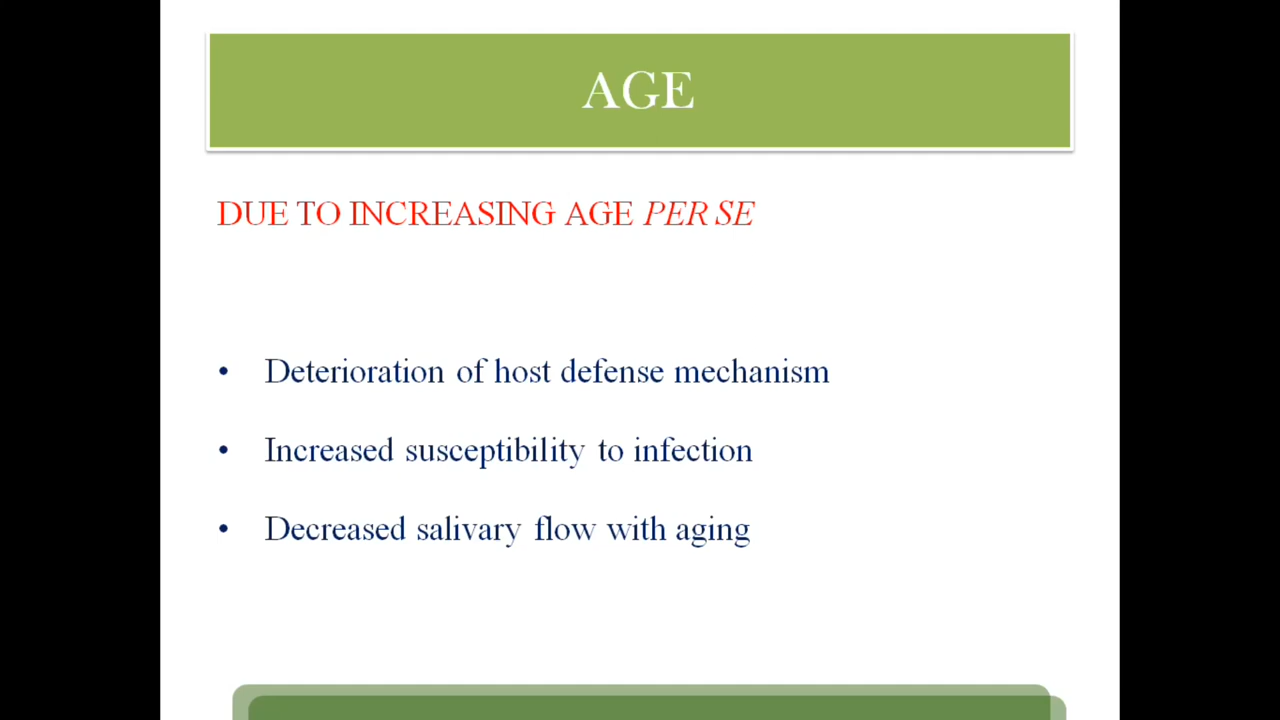 AGE
DUE TO INCREASING AGE PER SE
• Deterioration of host defense mechanism
• Increased susceptibility to infection
• Decreased salivary flow with aging